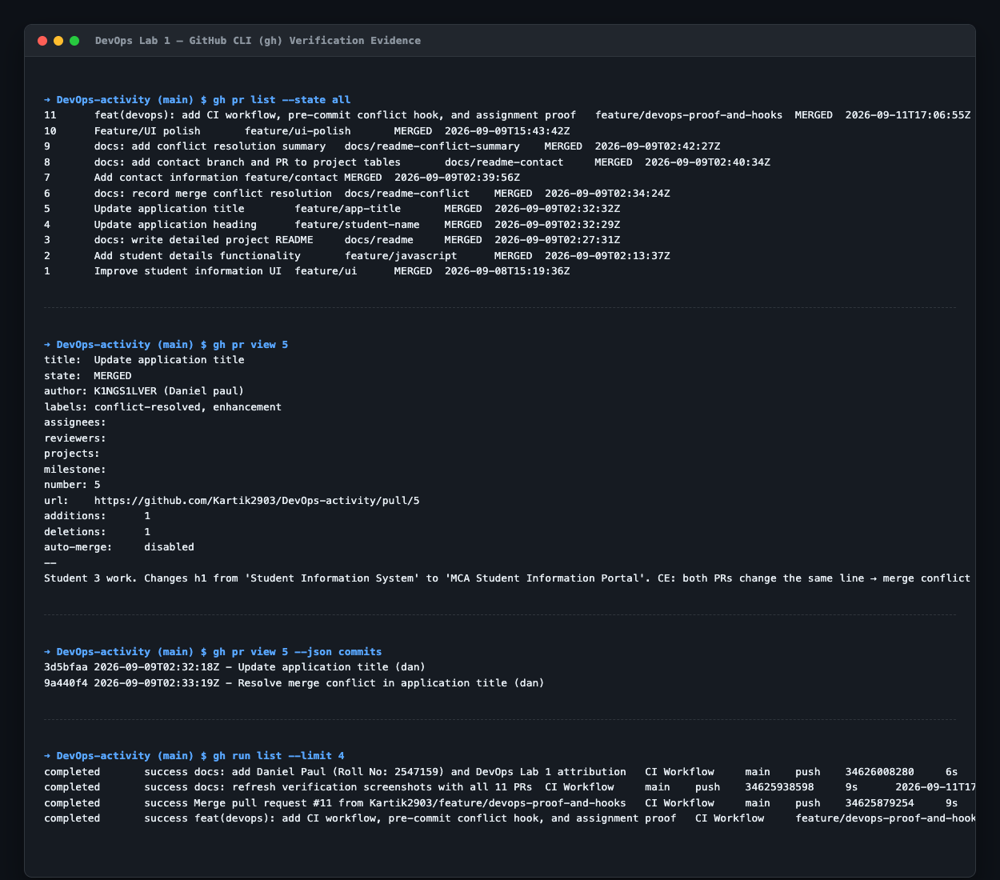 DevOps Lab 1 — GitHub CLI (gh) Verification Evidence
→ DevOps-activity (main) $ gh pr list --state all
11 feat(devops): add CI workflow, pre-commit conflict hook, and assignment proof feature/devops-proof-and-hooks MERGED 2026-09-11T17:06:55Z
10 Feature/UI polish feature/ui-polish MERGED 2026-09-09T15:43:42Z
9 docs: add conflict resolution summary docs/readme-conflict-summary MERGED 2026-09-09T02:42:27Z
8 docs: add contact branch and PR to project tables docs/readme-contact MERGED 2026-09-09T02:40:34Z
7 Add contact information feature/contact MERGED 2026-09-09T02:39:56Z
6 docs: record merge conflict resolution docs/readme-conflict MERGED 2026-09-09T02:34:24Z
5 Update application title feature/app-title MERGED 2026-09-09T02:32:32Z
4 Update application heading feature/student-name MERGED 2026-09-09T02:32:29Z
3 docs: write detailed project README docs/readme MERGED 2026-09-09T02:27:31Z
2 Add student details functionality feature/javascript MERGED 2026-09-09T02:13:37Z
1 Improve student information UI feature/ui MERGED 2026-09-08T15:19:36Z
→ DevOps-activity (main) $ gh pr view 5
title: Update application title
state: MERGED
author: K1NGS1LVER (Daniel paul)
labels: conflict-resolved, enhancement
assignees:
reviewers:
projects:
milestone:
number: 5
url: https://github.com/Kartik2903/DevOps-activity/pull/5
additions: 1
deletions: 1
auto-merge: disabled
--
Student 3 work. Changes h1 from 'Student Information System' to 'MCA Student Information Portal'. CE: both PRs change the same line → merge conflict
→ DevOps-activity (main) $ gh pr view 5 --json commits
3d5bfaa 2026-09-09T02:32:18Z - Update application title (dan)
9a440f4 2026-09-09T02:33:19Z - Resolve merge conflict in application title (dan)
→ DevOps-activity (main) $ gh run list --limit 4
completed success docs: add Daniel Paul (Roll No: 2547159) and DevOps Lab 1 attribution CI Workflow main push 34626008280 6s
completed success docs: refresh verification screenshots with all 11 PRs CI Workflow main push 34625938598 9s 2026-09-11T17
completed success Merge pull request #11 from Kartik2903/feature/devops-proof-and-hooks CI Workflow main push 34625879254 9s
completed success feat(devops): add CI workflow, pre-commit conflict hook, and assignment proof CI Workflow feature/devops-proof-and-hook